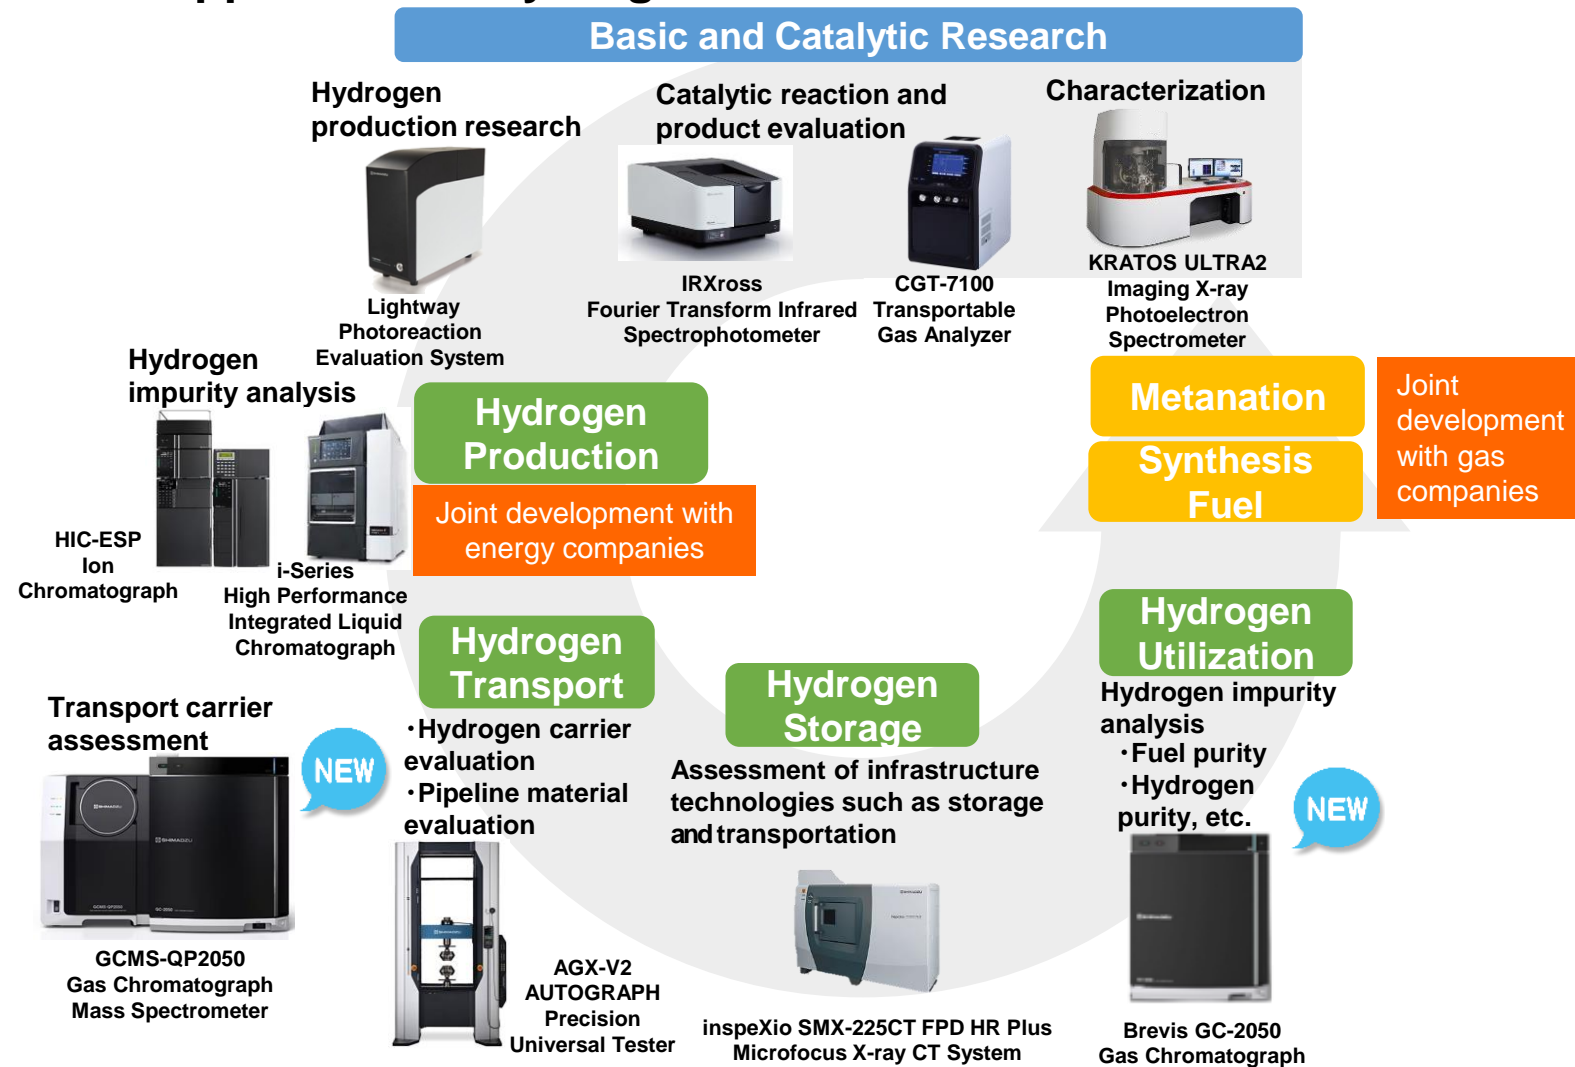 Basic and Catalytic Research
Hydrogen
production research
Catalytic reaction and
product evaluation
Characterization
Lightway
Photoreaction
Evaluation System
IRXross
Fourier Transform Infrared
Spectrophotometer
CGT-7100
Transportable
Gas Analyzer
KRATOS ULTRA2
Imaging X-ray
Photoelectron
Spectrometer
Hydrogen
impurity analysis
HIC-ESP
Ion
Chromatograph
i-Series
High Performance
Integrated Liquid
Chromatograph
Hydrogen
Production
Joint development with
energy companies
Metanation
Synthesis
Fuel
Joint
development
with gas
companies
Transport carrier
assessment
NEW
SHIMADZU
GCMS-QP2050
Gas Chromatograph
Mass Spectrometer
Hydrogen
Transport
・Hydrogen carrier
evaluation
・Pipeline material
evaluation
AGX-V2
AUTOGRAPH
Precision
Universal Tester
Hydrogen
Storage
Assessment of infrastructure
technologies such as storage
and transportation
inspeXio SMX-225CT FPD HR Plus
Microfocus X-ray CT System
Hydrogen
Utilization
Hydrogen impurity
analysis
・Fuel purity
・Hydrogen
purity, etc.
NEW
Brevis GC-2050
Gas Chromatograph